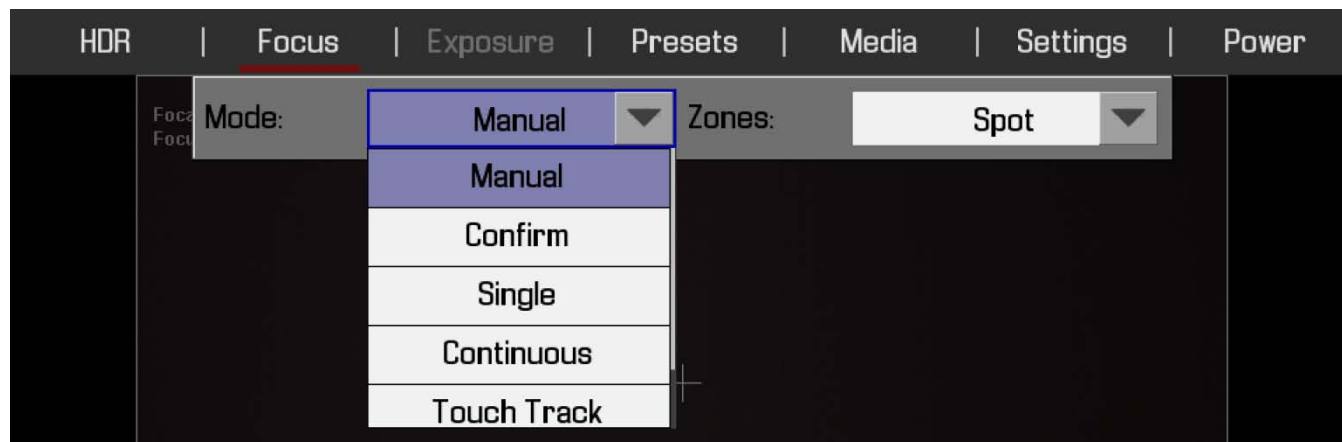 HDR | Focus | Exposure | Presets | Media | Settings | Power
Mode: Manual Zones: Spot
Manual
Confirm
Single
Continuous
Touch Track